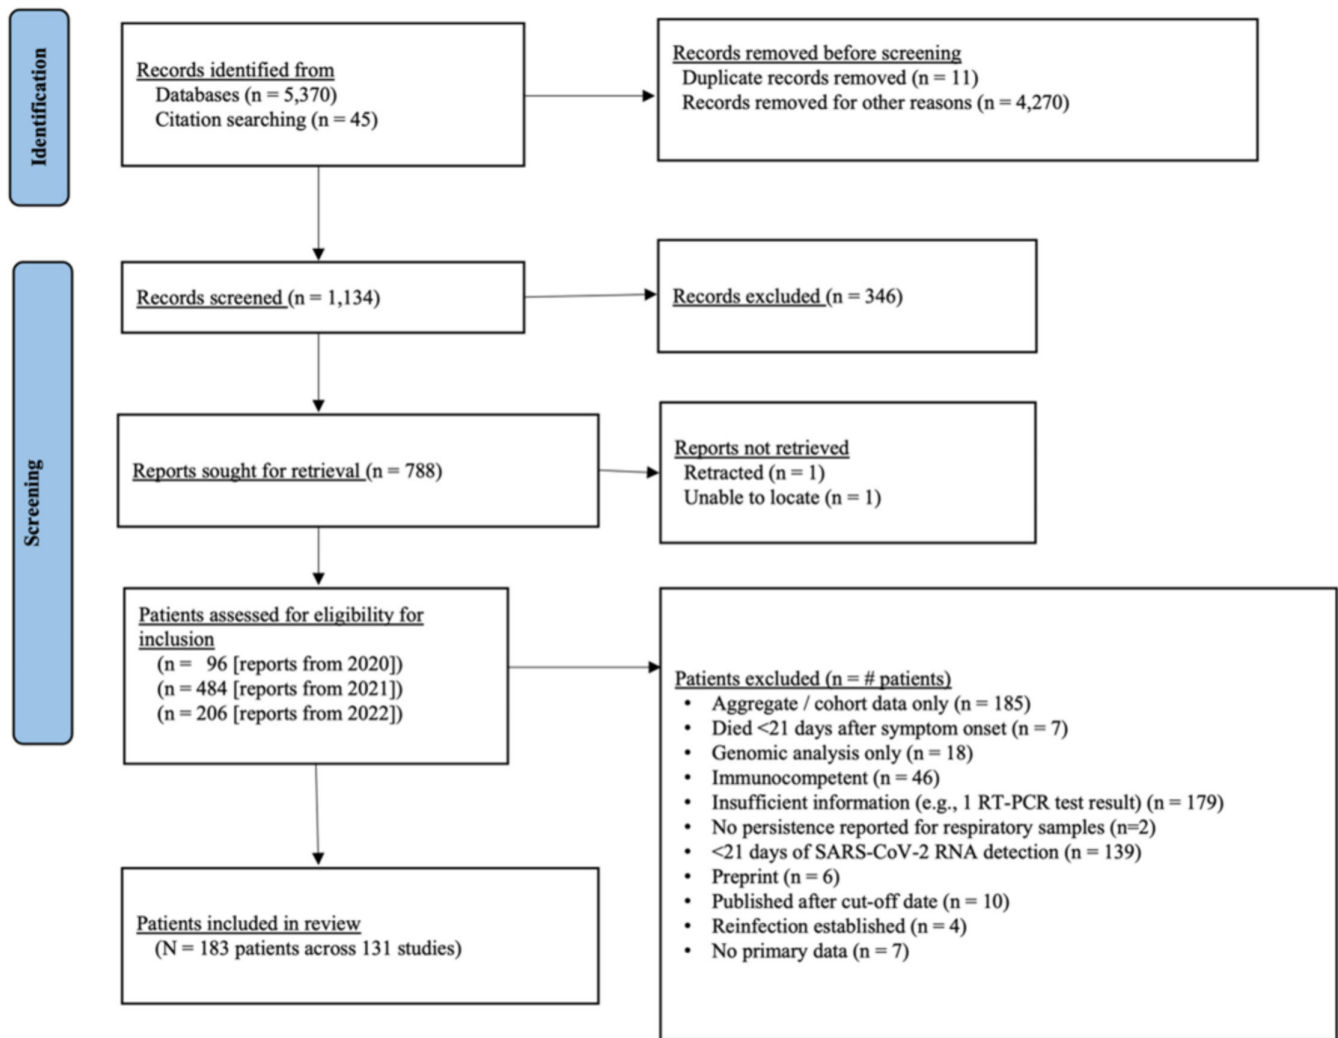 Identification
Records identified from
Databases (n = 5,370)
Citation searching (n = 45)
Records removed before screening
Duplicate records removed (n = 11)
Records removed for other reasons (n = 4,270)
Screening
Records screened (n = 1,134)
Records excluded (n = 346)
Reports sought for retrieval (n = 788)
Reports not retrieved
Retracted (n = 1)
Unable to locate (n = 1)
Patients assessed for eligibility for
inclusion
(n = 96 [reports from 2020])
(n = 484 [reports from 2021])
(n = 206 [reports from 2022])
Patients excluded (n = # patients)
• Aggregate / cohort data only (n = 185)
• Died <21 days after symptom onset (n = 7)
• Genomic analysis only (n = 18)
• Immunocompetent (n = 46)
• Insufficient information (e.g., 1 RT-PCR test result) (n = 179)
• No persistence reported for respiratory samples (n=2)
• <21 days of SARS-CoV-2 RNA detection (n = 139)
• Preprint (n = 6)
• Published after cut-off date (n = 10)
• Reinfection established (n = 4)
• No primary data (n = 7)
Patients included in review
(N = 183 patients across 131 studies)